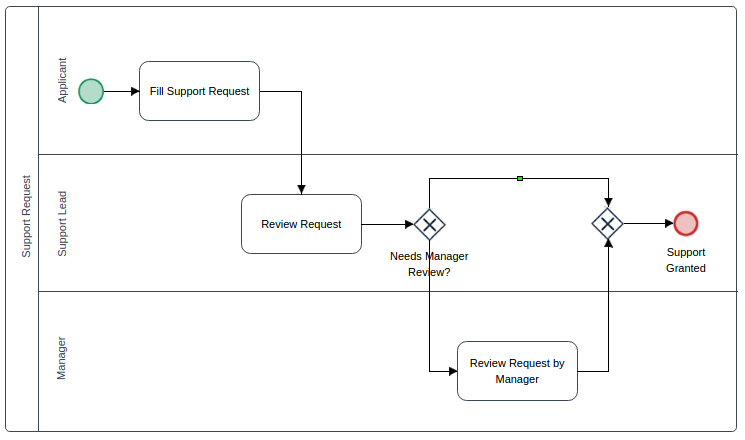 Support Request
Applicant
Fill Support Request
Support Lead
Review Request
Needs Manager
Review?
Support
Granted
Manager
Review Request by
Manager